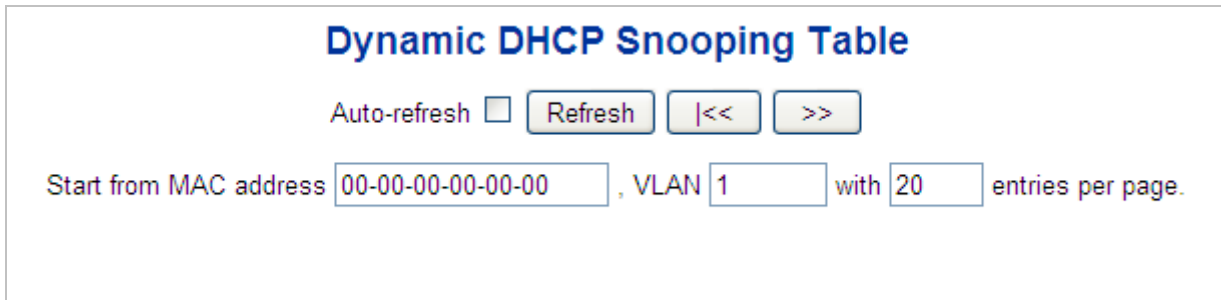 Dynamic DHCP Snooping Table
Auto-refresh Refresh |<< >>
Start from MAC address 00-00-00-00-00-00 , VLAN 1 with 20 entries per page.